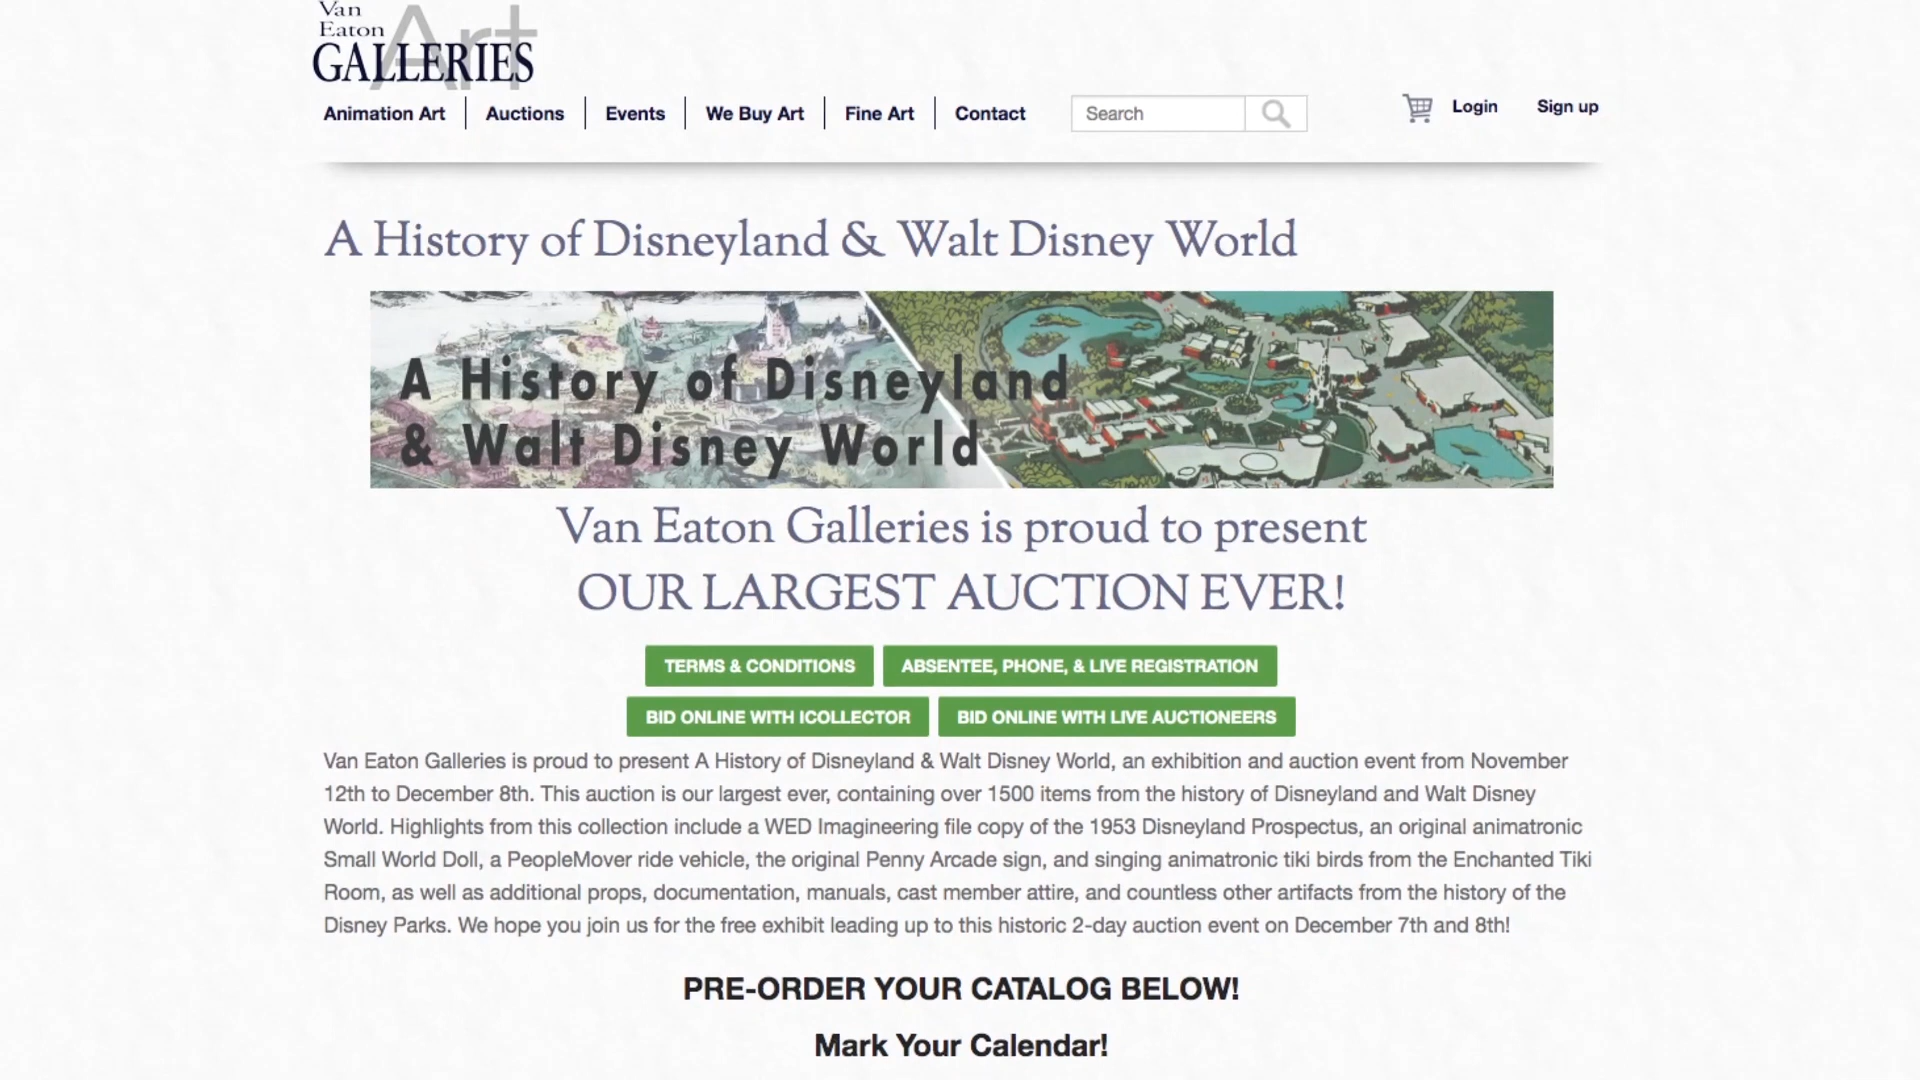 Van
Eaton
Art
GALLERIES
Animation Art
Auctions
Events
We Buy Art
Fine Art
Contact
Search
Login
Sign up
A History of Disneyland & Walt Disney World
A History of Disneyland
& Walt Disney World
Van Eaton Galleries is proud to present
OUR LARGEST AUCTION EVER!
TERMS & CONDITIONS
ABSENTEE, PHONE, & LIVE REGISTRATION
BID ONLINE WITH ICOLLECTOR
BID ONLINE WITH LIVE AUCTIONEERS
Van Eaton Galleries is proud to present A History of Disneyland & Walt Disney World, an exhibition and auction event from November
12th to December 8th. This auction is our largest ever, containing over 1500 items from the history of Disneyland and Walt Disney
World. Highlights from this collection include a WED Imagineering file copy of the 1953 Disneyland Prospectus, an original animatronic
Small World Doll, a PeopleMover ride vehicle, the original Penny Arcade sign, and singing animatronic tiki birds from the Enchanted Tiki
Room, as well as additional props, documentation, manuals, cast member attire, and countless other artifacts from the history of the
Disney Parks. We hope you join us for the free exhibit leading up to this historic 2-day auction event on December 7th and 8th!
PRE-ORDER YOUR CATALOG BELOW!
Mark Your Calendar!